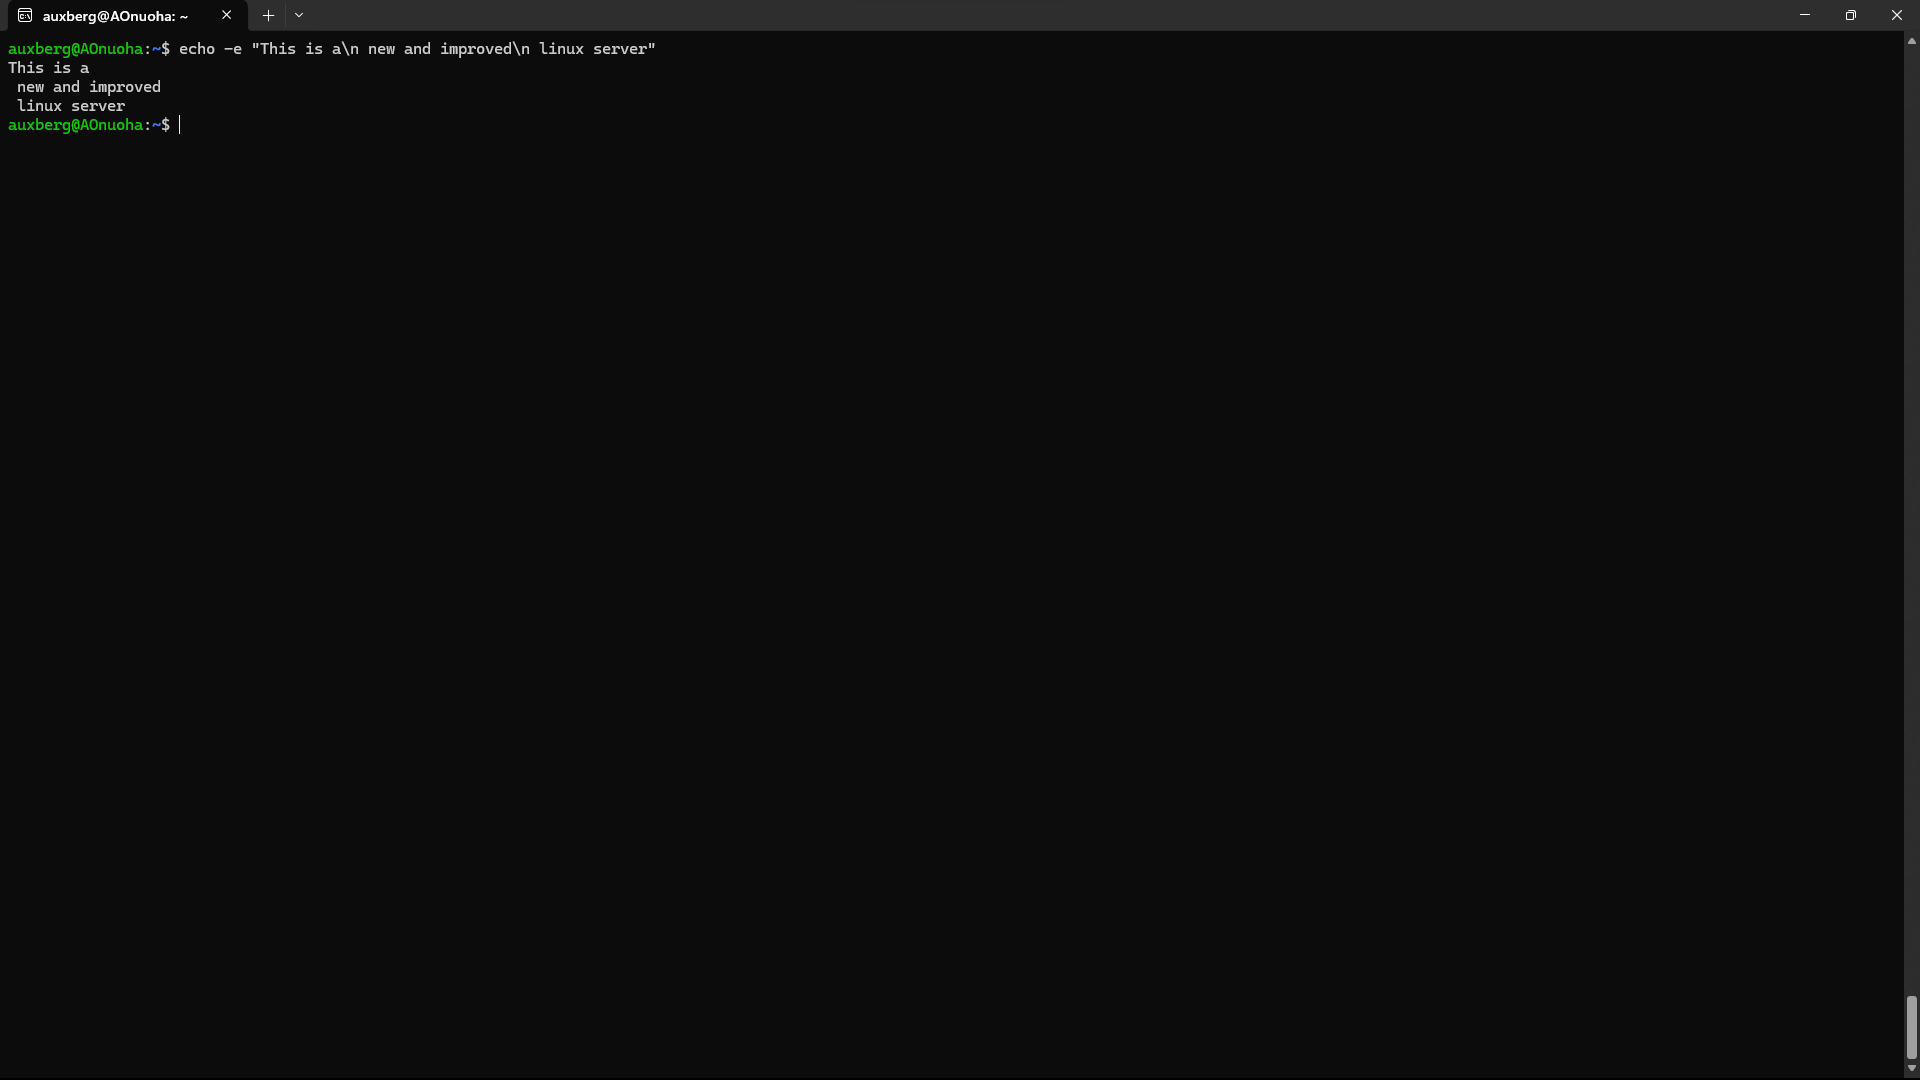 auxberg@AOnuoha: ~
auxberg@AOnuoha:~$ echo -e "This is a\n new and improved\n linux server"
This is a
 new and improved
 linux server
auxberg@AOnuoha:~$